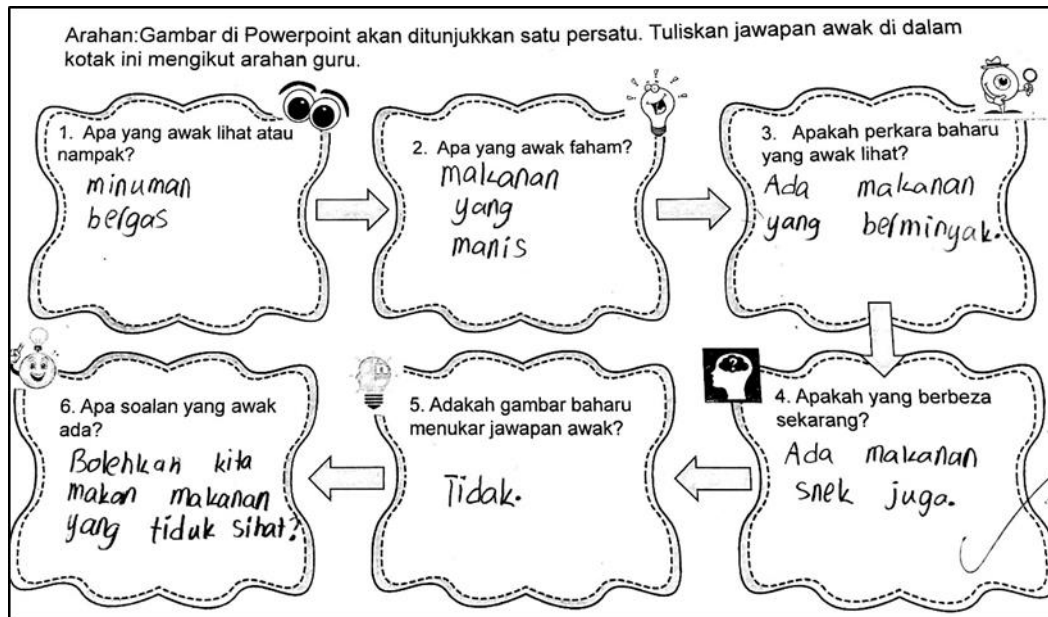 Arahan:Gambar di Powerpoint akan ditunjukkan satu persatu. Tuliskan jawapan awak di dalam
kotak ini mengikut arahan guru.
1. Apa yang awak lihat atau
nampak?
minuman
bergas
2. Apa yang awak faham?
makanan
yang
manis
3. Apakah perkara baharu
yang awak lihat?
Ada makanan
yang berminyak.
4. Apakah yang berbeza
sekarang?
Ada makanan
snek juga.
5. Adakah gambar baharu
menukar jawapan awak?
Tidak.
6. Apa soalan yang awak
ada?
Bolehkah kita
makan makanan
yang tiduk sihat?